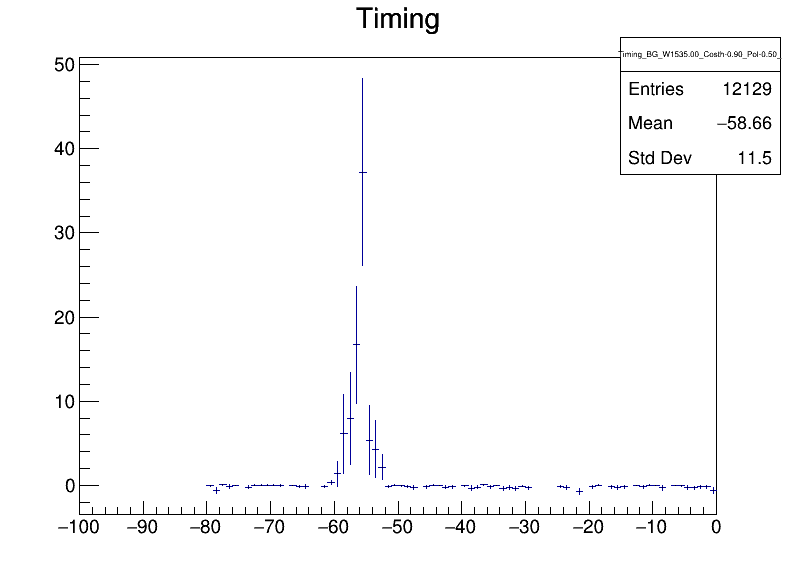 Timing
Timing_BG_W1535.00_Costh-0.90_Pol-0.50_
Entries 12129
Mean −58.66
Std Dev 11.5
50
40
30
20
10
0
−100 −90 −80 −70 −60 −50 −40 −30 −20 −10 0